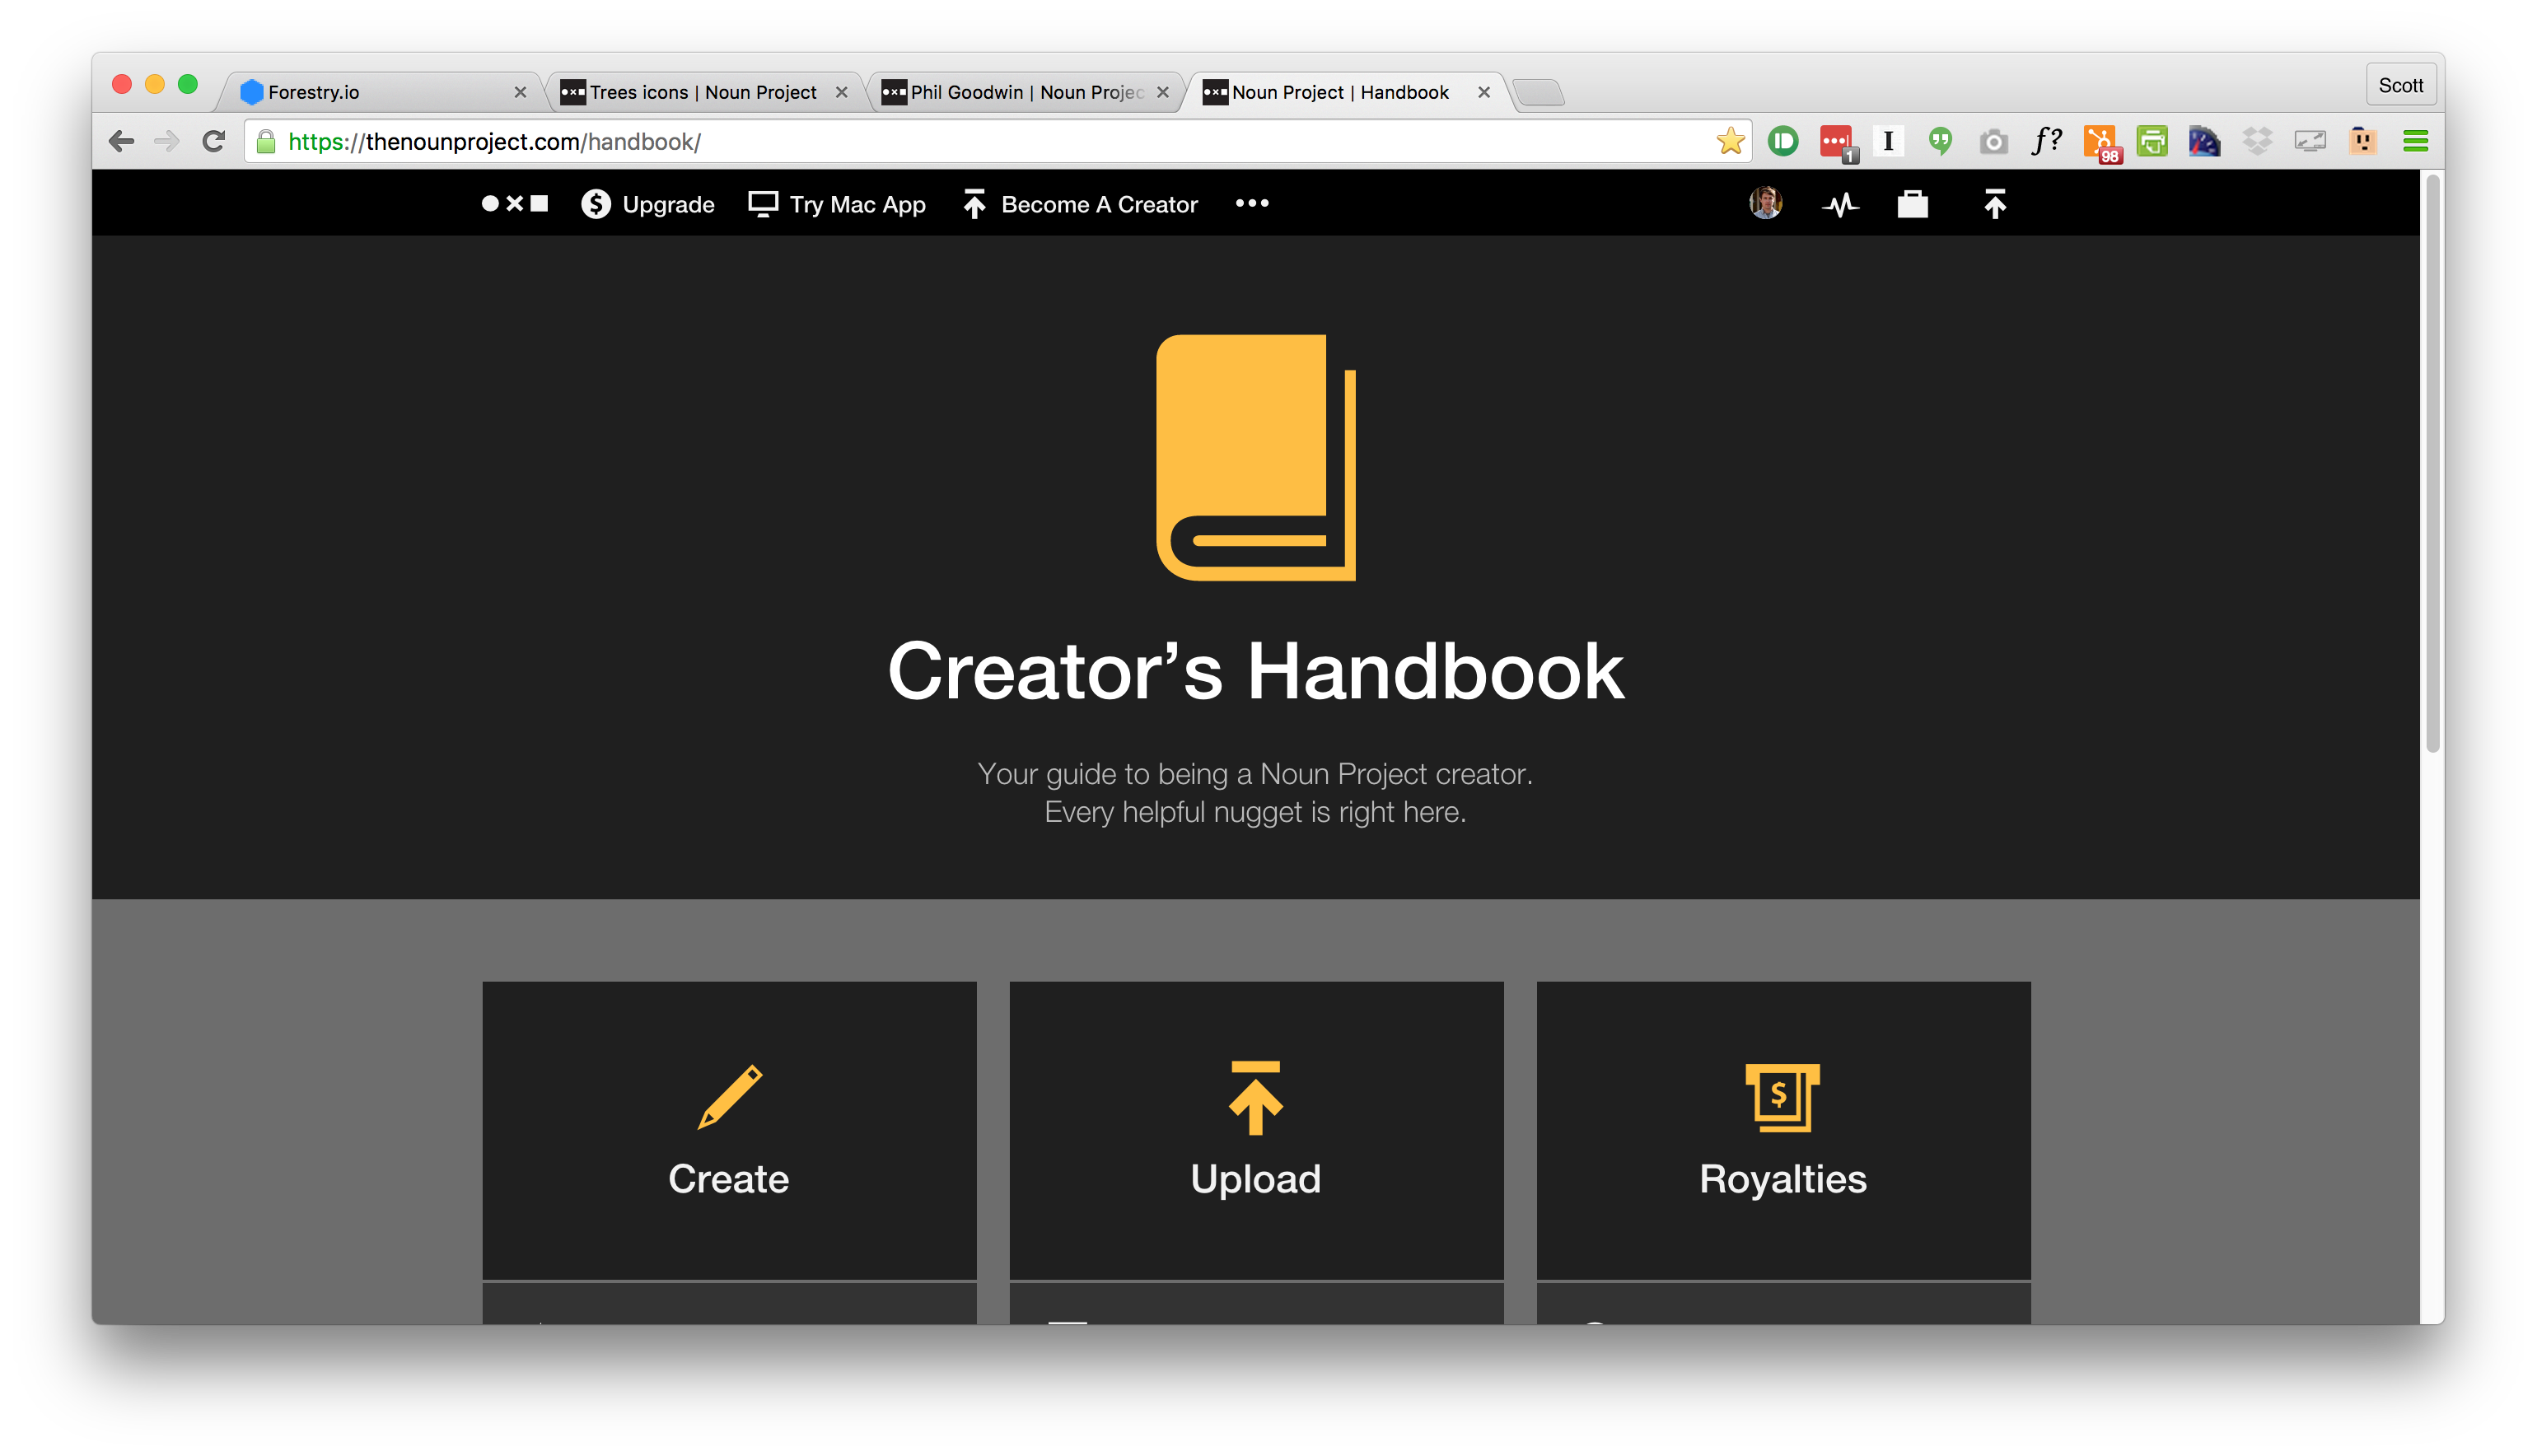 Forestry.io
Trees icons | Noun Project
Phil Goodwin | Noun Projec
Noun Project | Handbook
Scott
https://thenounproject.com/handbook/
1
I
f?
98
Upgrade
Try Mac App
Become A Creator
Creator’s Handbook
Your guide to being a Noun Project creator.
Every helpful nugget is right here.
Create
Upload
Royalties